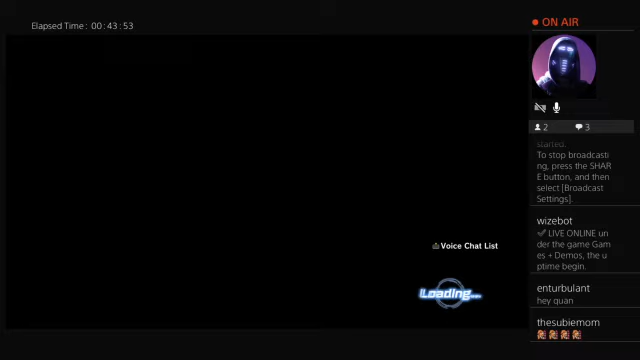 Elapsed Time : 00 : 43 : 53
ON AIR
2
3
started.
To stop broadcasti
ng, press the SHAR
E button, and then
select [Broadcast
Settings].
wizebot
LIVE ONLINE un
der the game Gam
es + Demos, the u
ptime begin.
Voice Chat List
enturbulant
hey quan
Loading...
thesubiemom